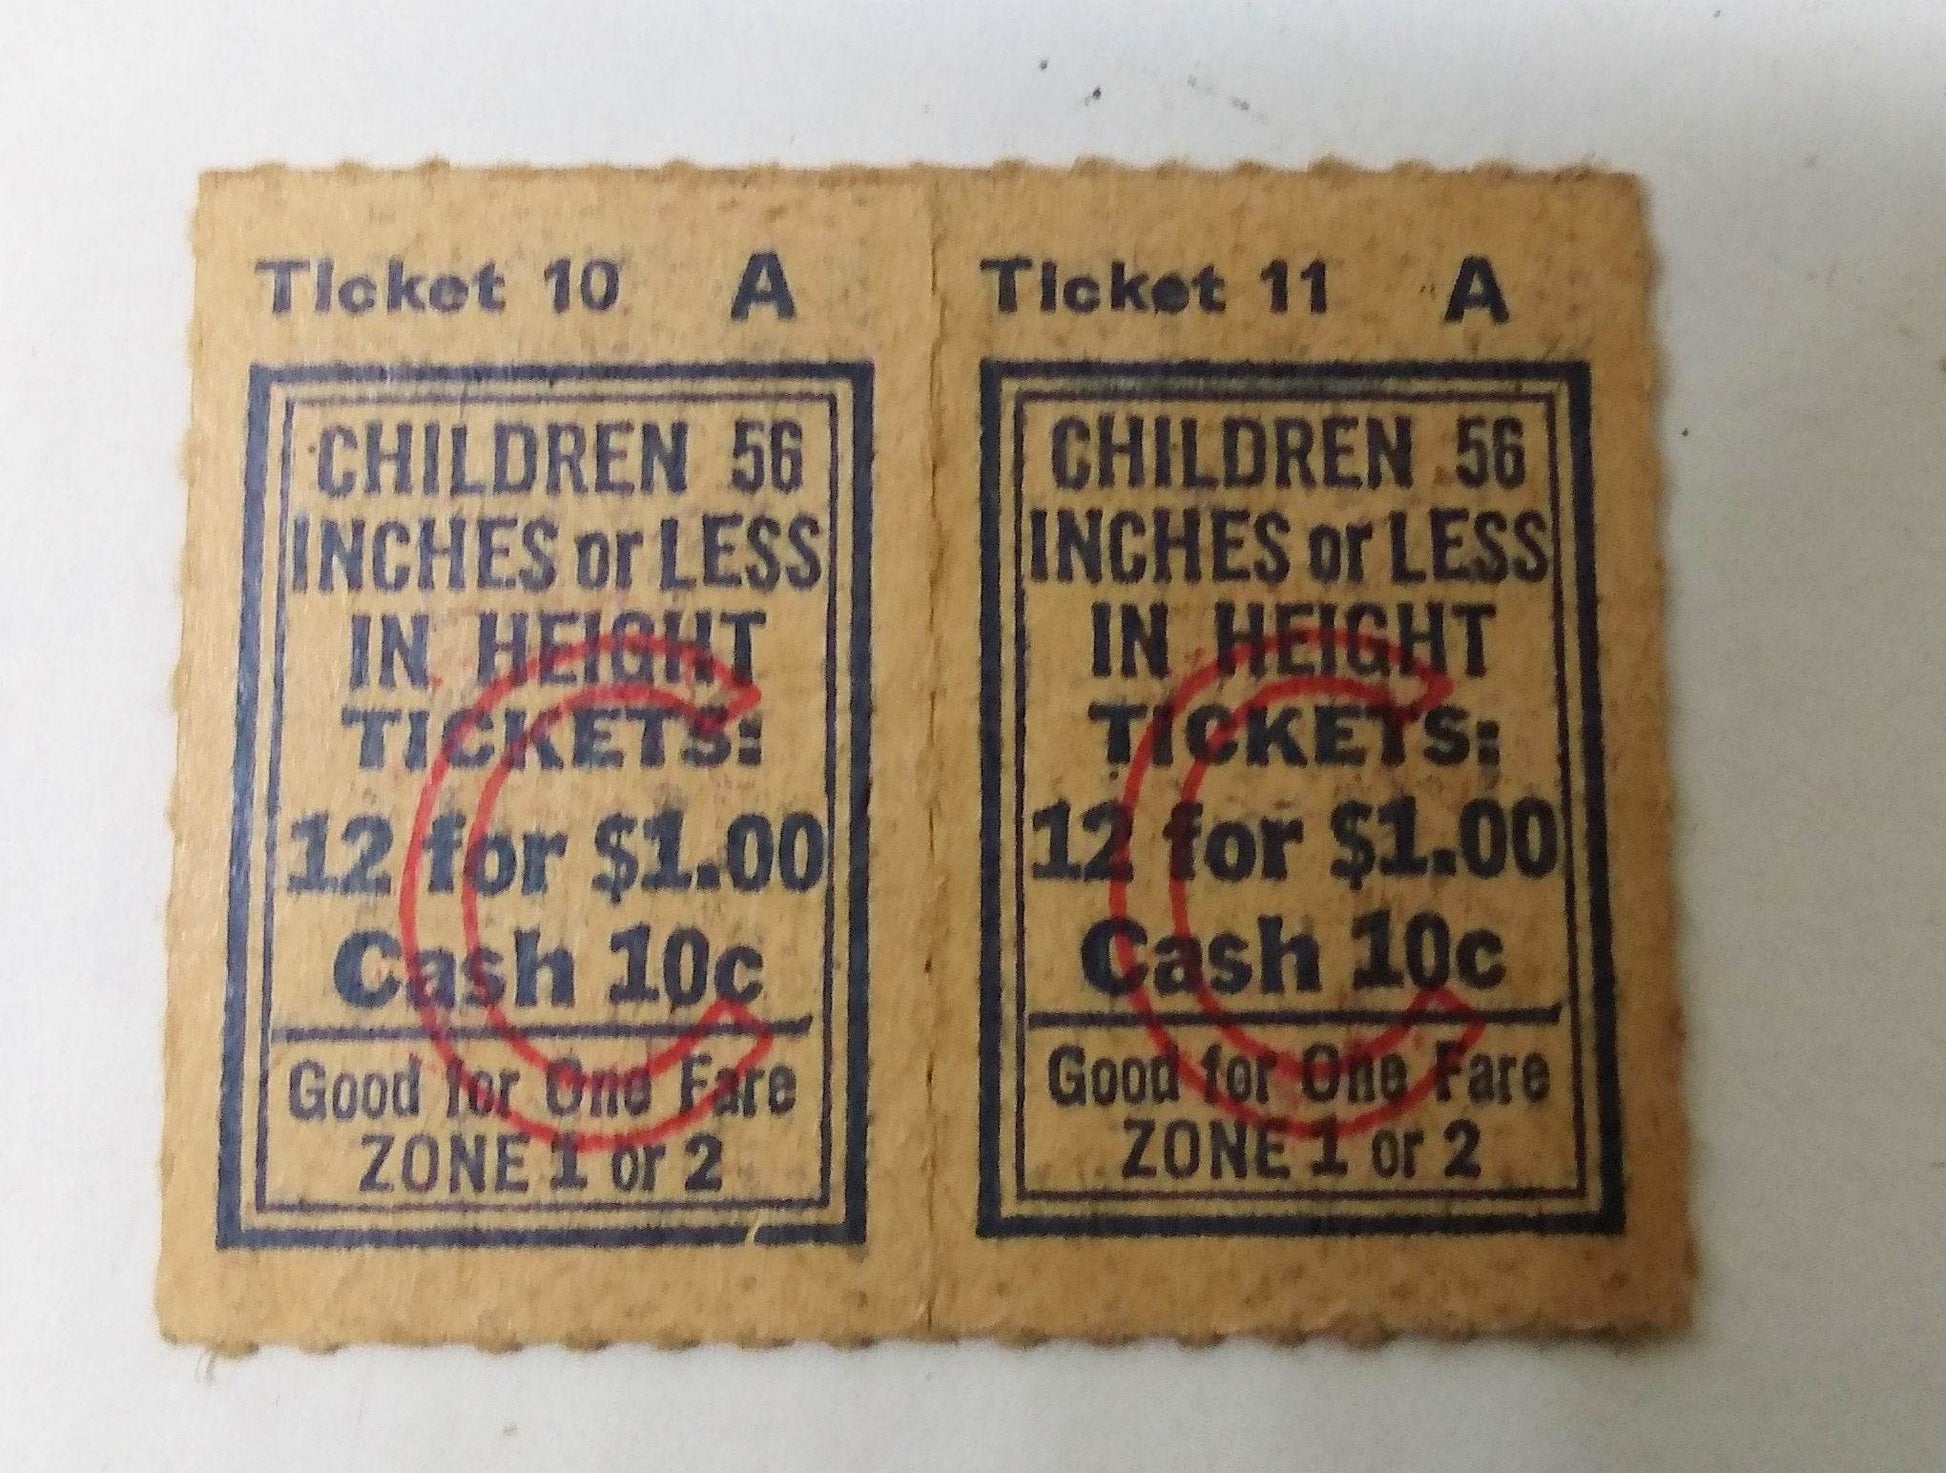 Ticket 10 A
CHILDREN 56
INCHES or LESS
IN HEIGHT
TICKETS:
12 for $1.00
Cash 10c
Good for One Fare
ZONE 1 or 2
C
Ticket 11 A
CHILDREN 56
INCHES or LESS
IN HEIGHT
TICKETS:
12 for $1.00
Cash 10c
Good for One Fare
ZONE 1 or 2
C